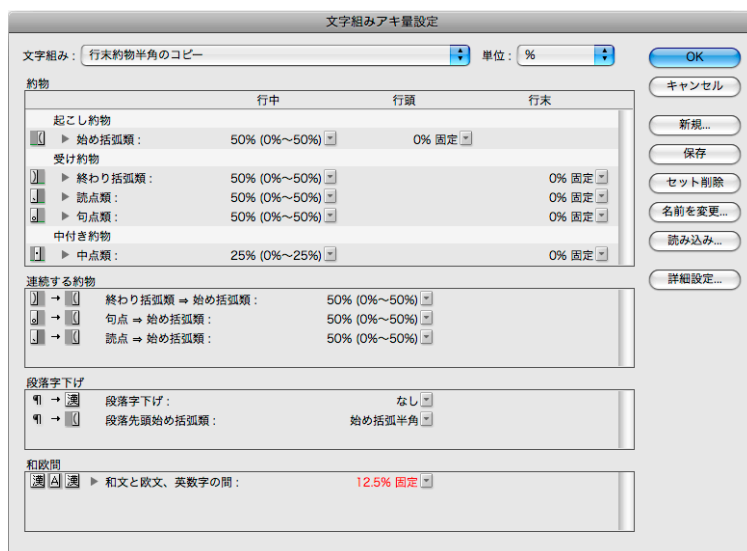 文字組みアキ量設定
文字組み： 行末約物半角のコピー 単位： %
OK
キャンセル
新規...
保存
セット削除
名前を変更...
読み込み...
詳細設定...
約物
行中 行頭 行末
起こし約物
始め括弧類： 50% (0%～50%) 0% 固定
受け約物
終わり括弧類： 50% (0%～50%) 0% 固定
読点類： 50% (0%～50%) 0% 固定
句点類： 50% (0%～50%) 0% 固定
中付き約物
中点類： 25% (0%～25%) 0% 固定
連続する約物
）→（ 終わり括弧類 ⇒ 始め括弧類： 50% (0%～50%)
。→（ 句点 ⇒ 始め括弧類： 50% (0%～50%)
、→（ 読点 ⇒ 始め括弧類： 50% (0%～50%)
段落字下げ
¶ → 漢 段落字下げ： なし
¶ → （ 段落先頭始め括弧類： 始め括弧半角
和欧間
漢 A 漢 和文と欧文、英数字の間： 12.5% 固定